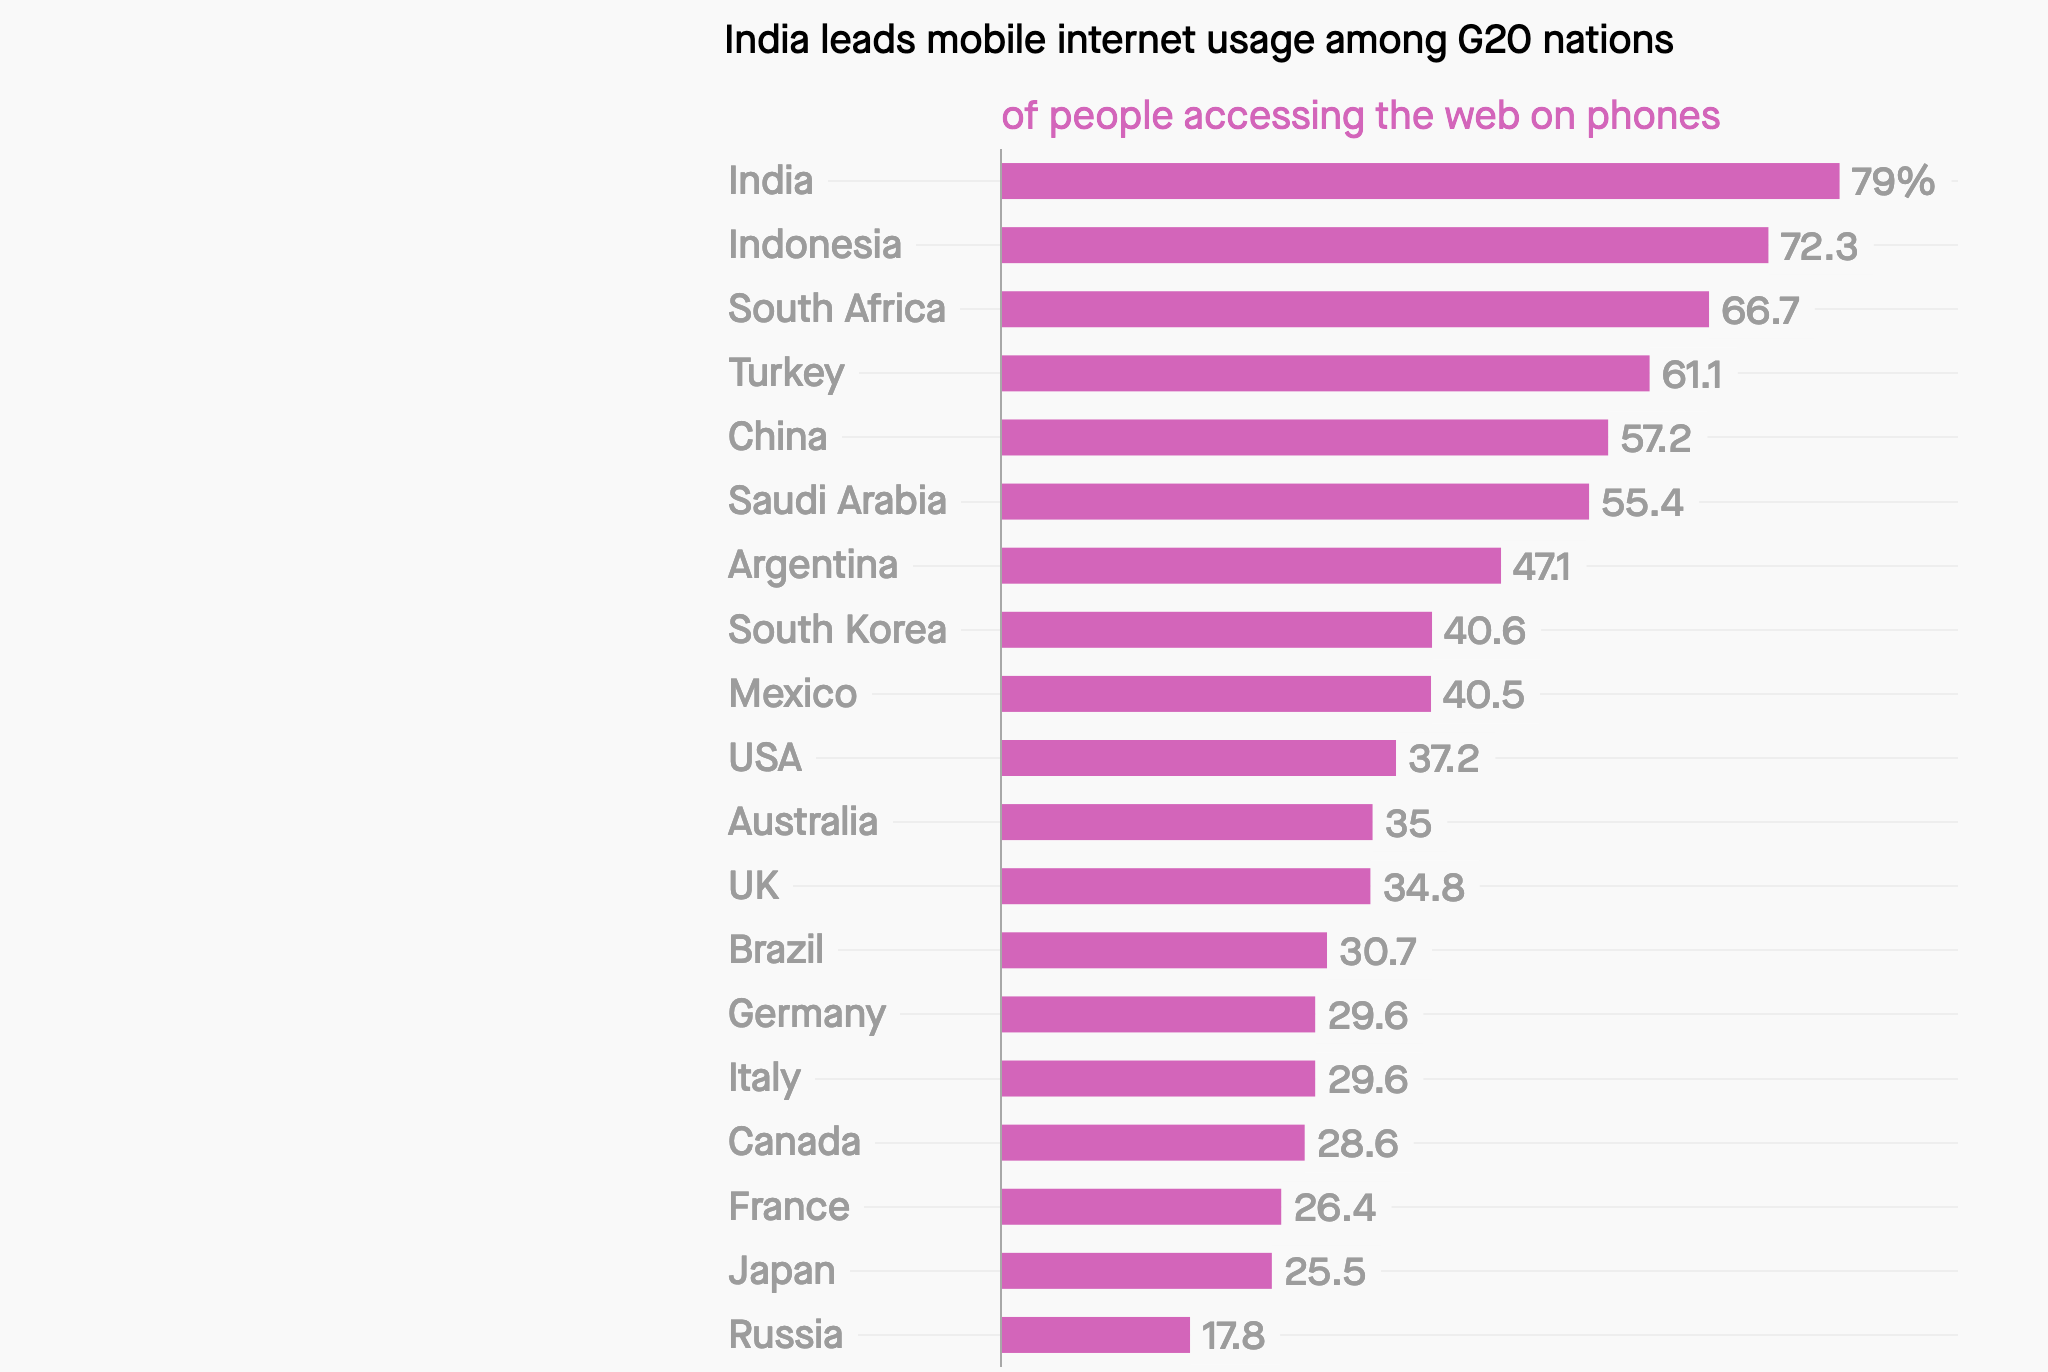 India leads mobile internet usage among G20 nations
of people accessing the web on phones
India 79%
Indonesia 72.3
South Africa 66.7
Turkey 61.1
China 57.2
Saudi Arabia 55.4
Argentina 47.1
South Korea 40.6
Mexico 40.5
USA 37.2
Australia 35
UK 34.8
Brazil 30.7
Germany 29.6
Italy 29.6
Canada 28.6
France 26.4
Japan 25.5
Russia 17.8